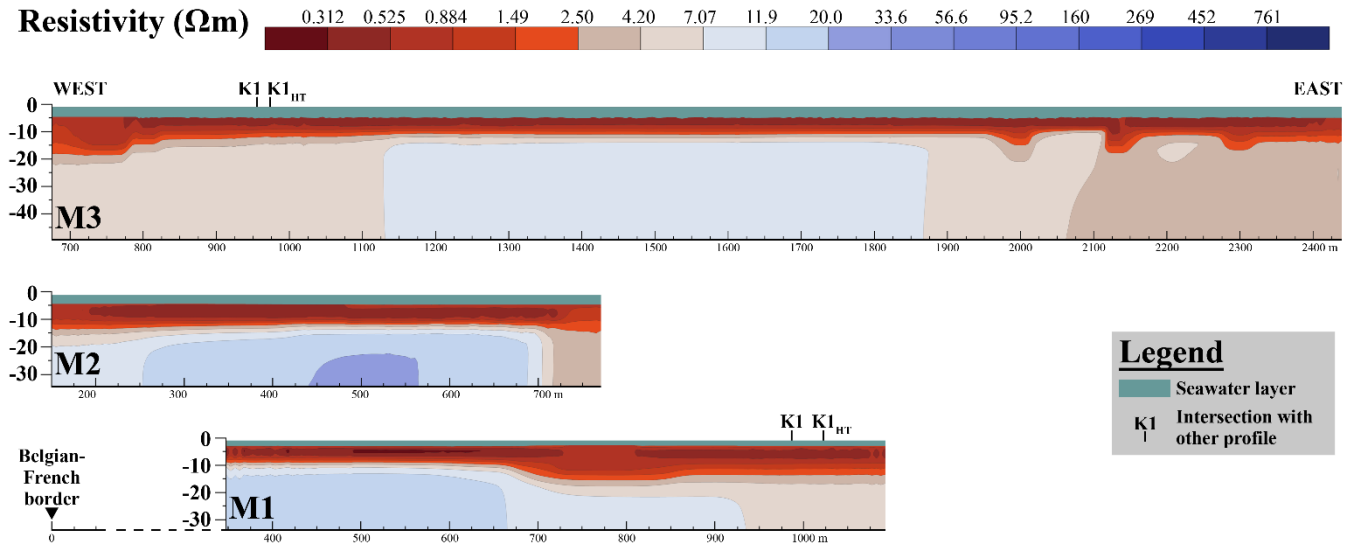 Resistivity (Ωm)
0.312 0.525 0.884 1.49 2.50 4.20 7.07 11.9 20.0 33.6 56.6 95.2 160 269 452 761
WEST K1 K1HT EAST
0
-10
-20
-30
-40
M3
700 800 900 1000 1100 1200 1300 1400 1500 1600 1700 1800 1900 2000 2100 2200 2300 2400 m
0
-10
-20
-30
M2
200 300 400 500 600 700 m
Legend
Seawater layer
K1 Intersection with
other profile
K1 K1HT
0
-10
-20
-30
M1
Belgian-
French
border
0 400 500 600 700 800 900 1000 m